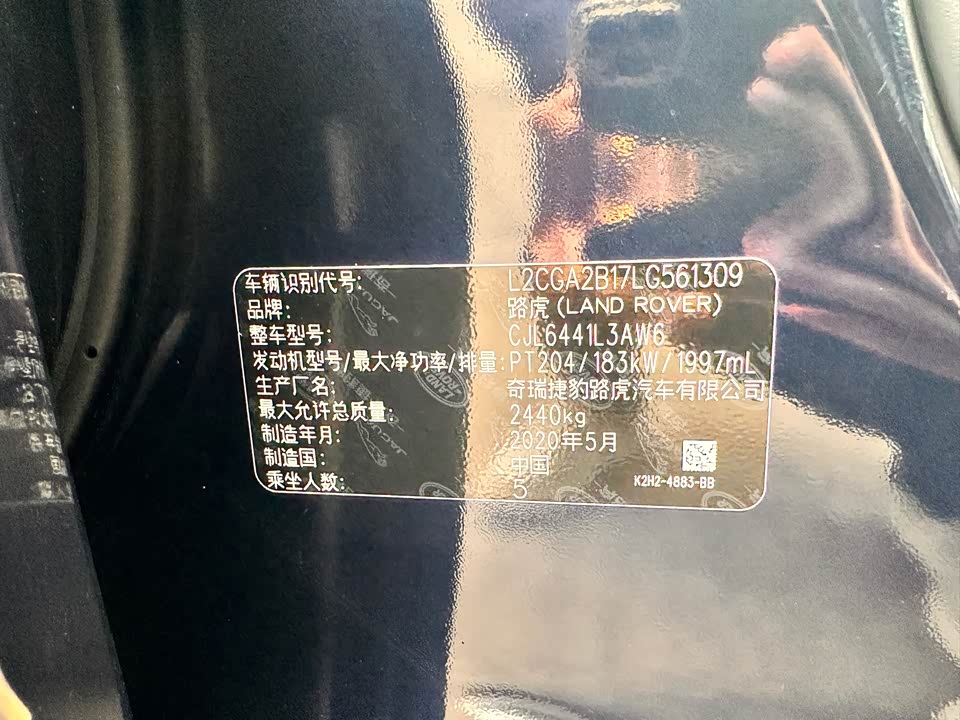 车辆识别代号: L2CGA2B17LG561309
品牌: 路虎(LAND ROVER)
整车型号: CJL6441L3AW6
发动机型号/最大净功率/排量: PT204/183kW/1997mL
生产厂名: 奇瑞捷豹路虎汽车有限公司
最大允许总质量: 2440kg
制造年月: 2020年5月
制造国: 中国
乘坐人数: 5
K2H2-4883-BB